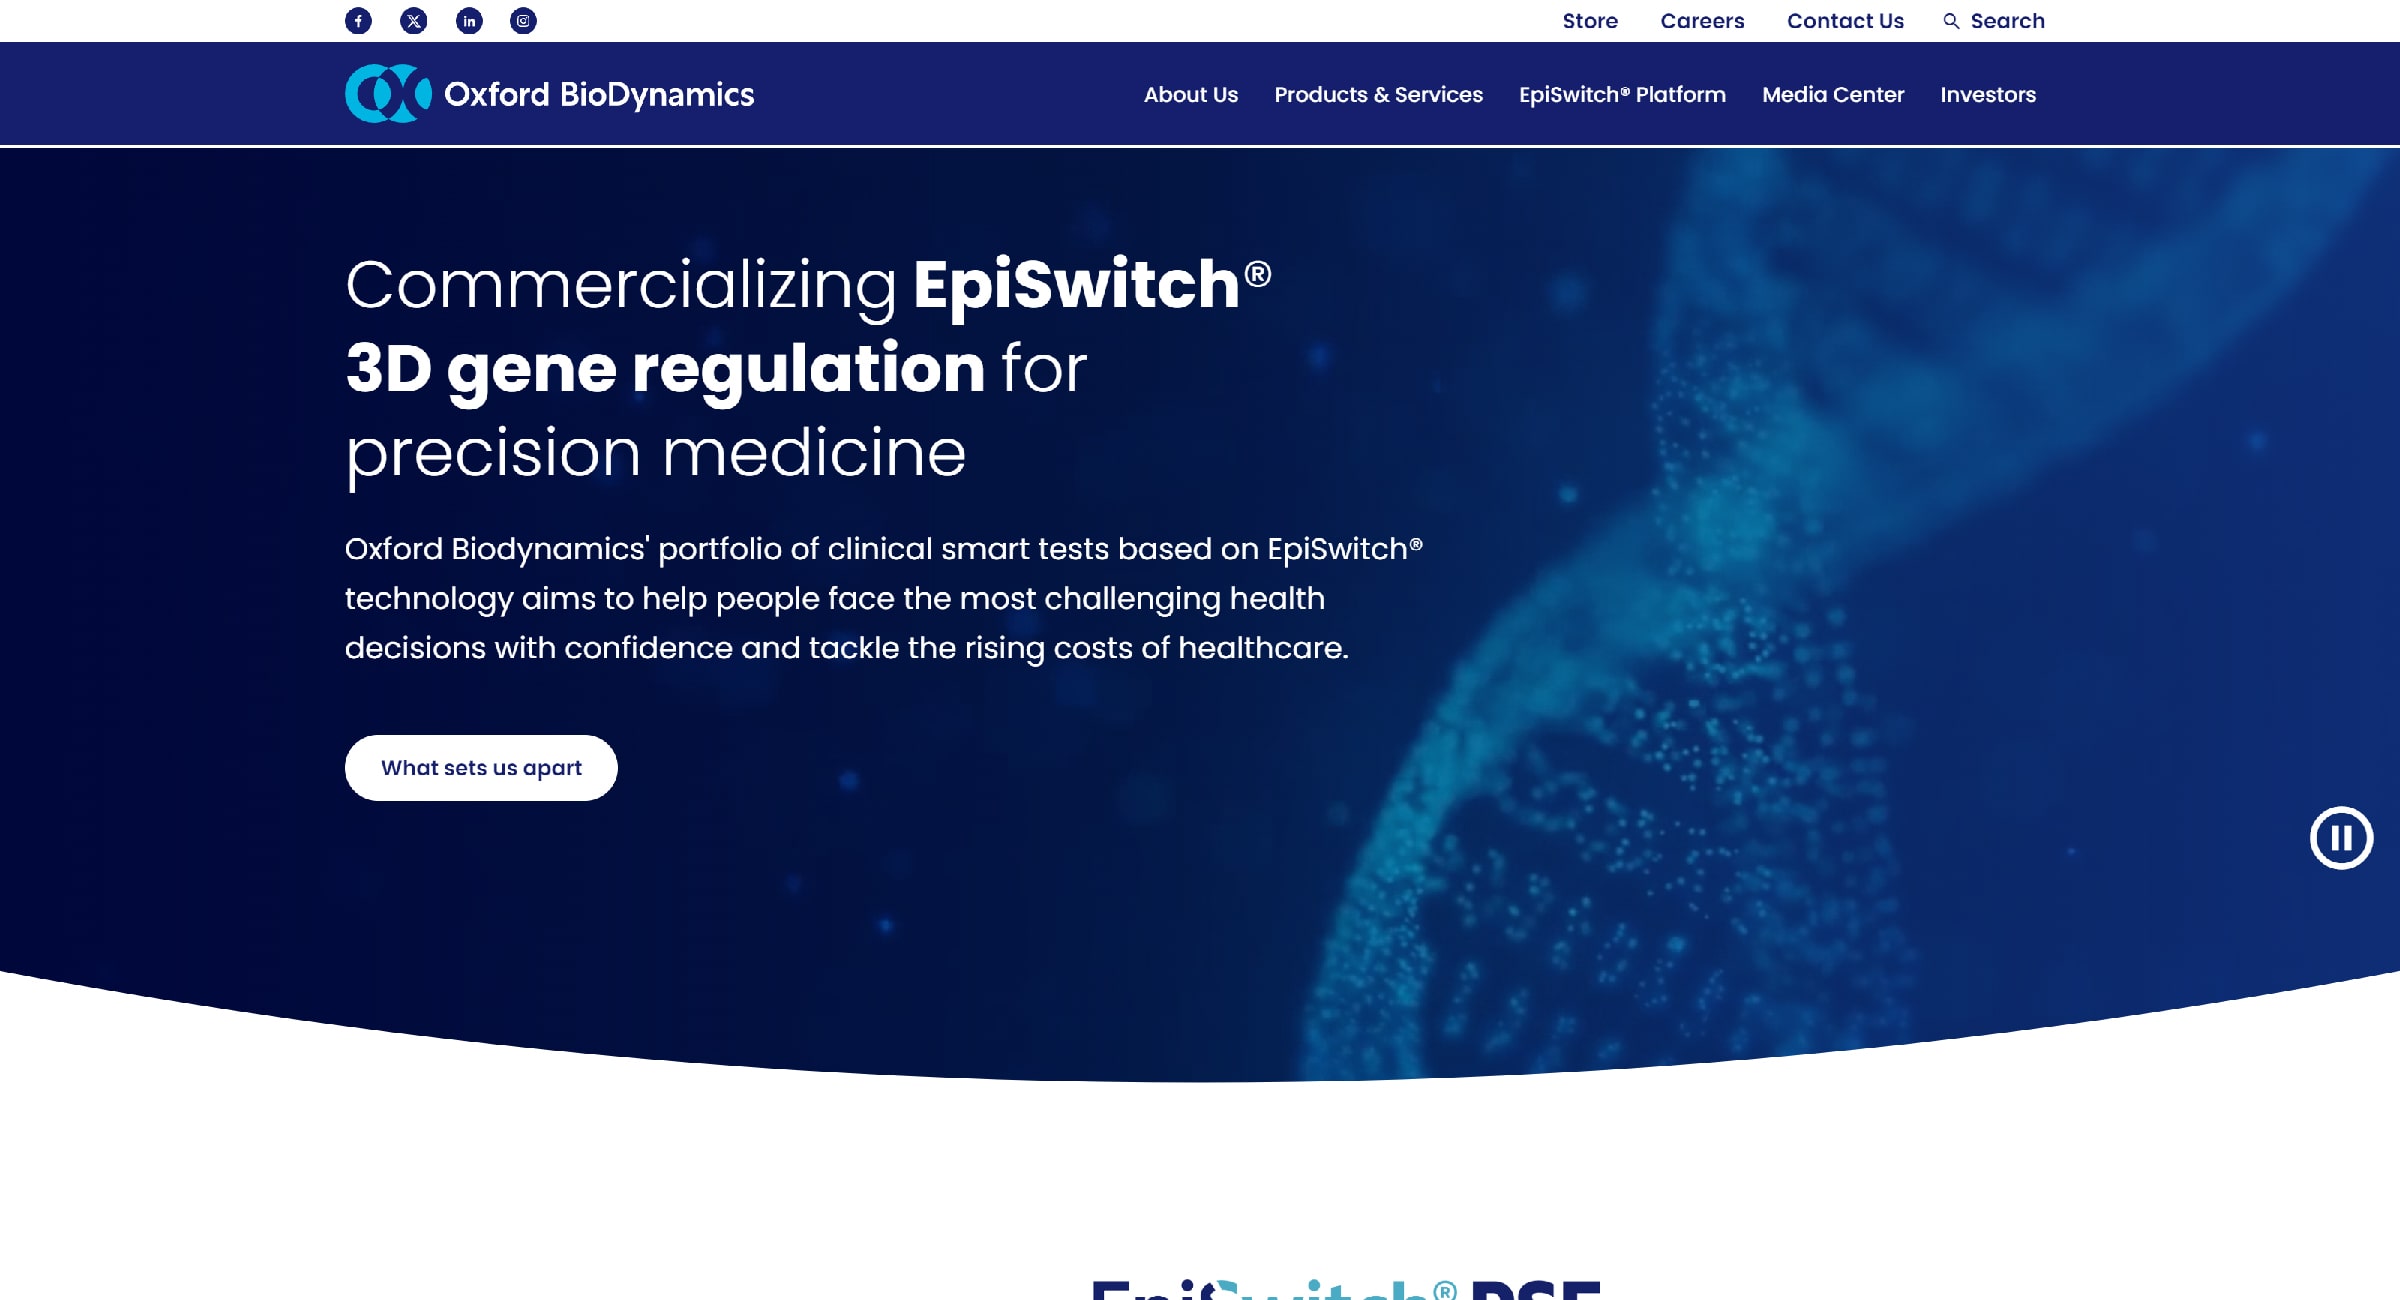 Store Careers Contact Us Search
Oxford BioDynamics
About Us Products & Services EpiSwitch® Platform Media Center Investors
Commercializing EpiSwitch®
3D gene regulation for
precision medicine
Oxford Biodynamics' portfolio of clinical smart tests based on EpiSwitch®
technology aims to help people face the most challenging health
decisions with confidence and tackle the rising costs of healthcare.
What sets us apart
EpiSwitch® PSE